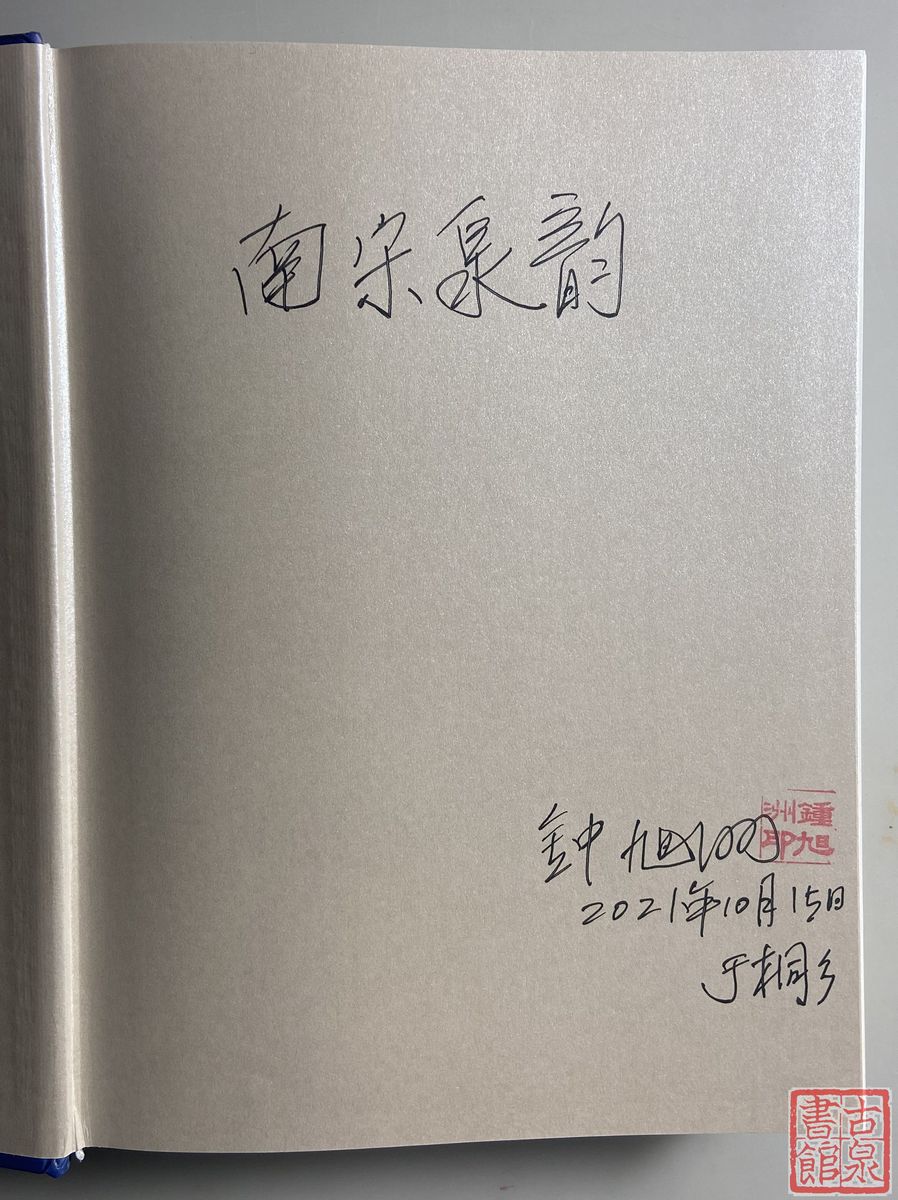 南宋泉韵
钟旭洲
鍾旭洲印
2021年10月15日
于桐乡
古泉書館